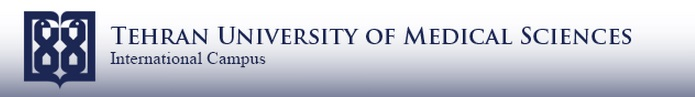 Tehran University of Medical Sciences
International Campus